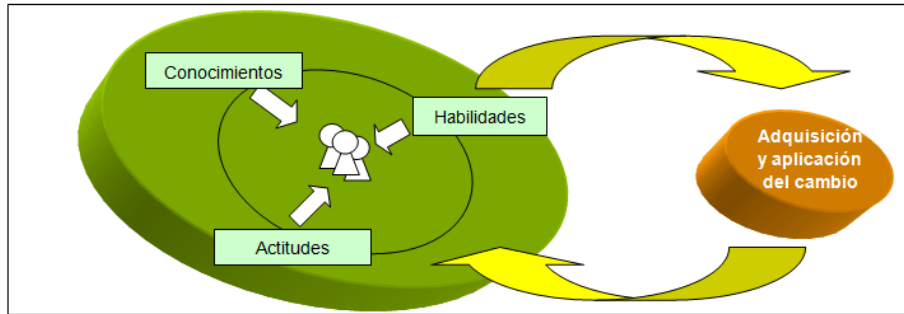 Conocimientos
Habilidades
Actitudes
Adquisición
y aplicación
del cambio